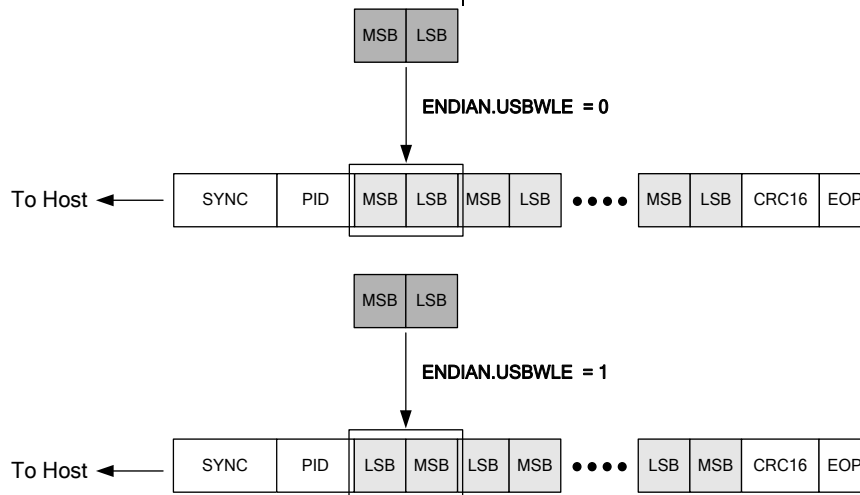 MSB LSB
ENDIAN.USBWLE = 0
To Host SYNC PID MSB LSB MSB LSB MSB LSB CRC16 EOP
MSB LSB
ENDIAN.USBWLE = 1
To Host SYNC PID LSB MSB LSB MSB LSB MSB CRC16 EOP